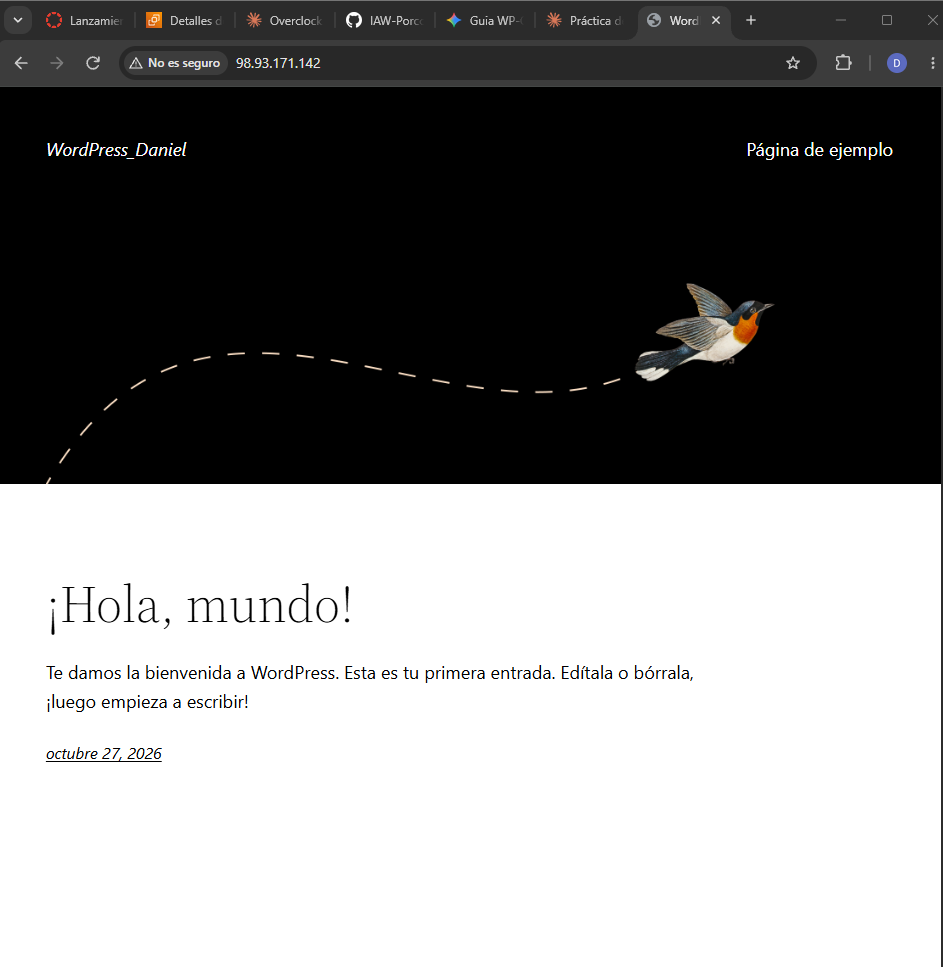 Lanzamier
Detalles d
Overclock
IAW-Porc
Guia WP-
Práctica d
Word
No es seguro
98.93.171.142
D
WordPress_Daniel
Página de ejemplo
¡Hola, mundo!
Te damos la bienvenida a WordPress. Esta es tu primera entrada. Edítala o bórrala,
¡luego empieza a escribir!
octubre 27, 2026